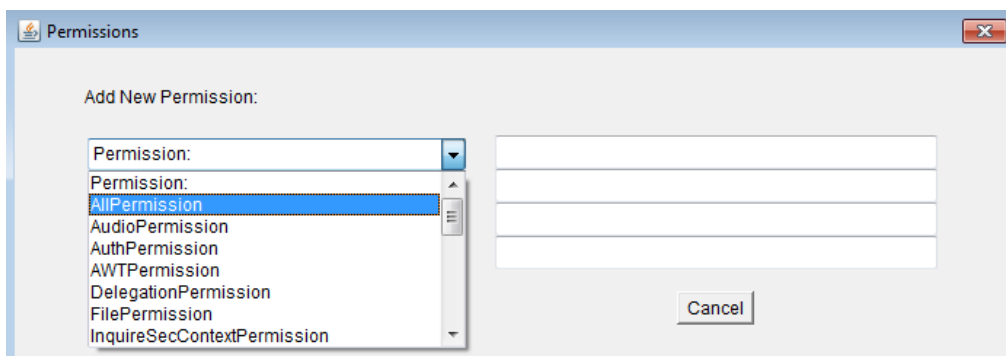 Permissions
Add New Permission:
Permission:
Permission:
AllPermission
AudioPermission
AuthPermission
AWTPermission
DelegationPermission
FilePermission
InquireSecContextPermission
Cancel